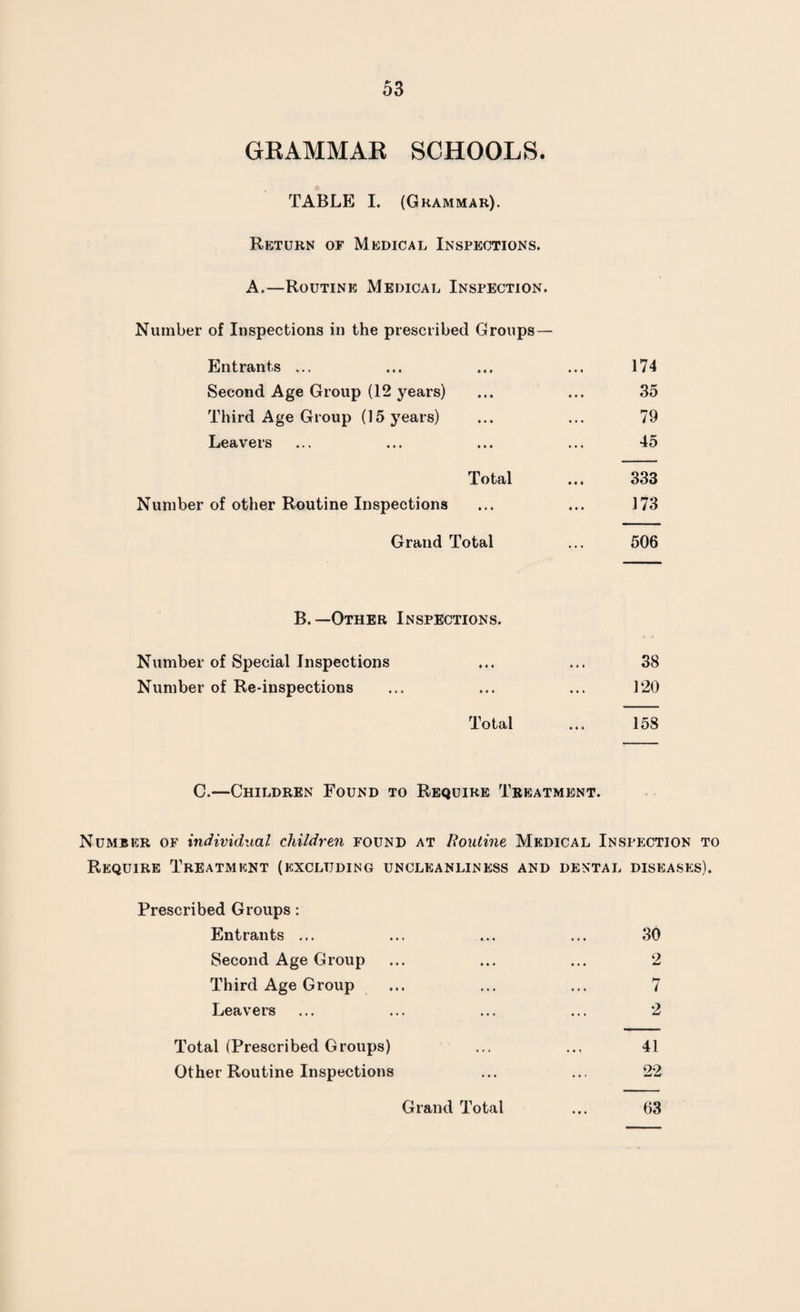 53
GRAMMAR SCHOOLS.
TABLE I. (Grammar).
Return of Medical Inspections.
A.—Routine Medical Inspection.
Number of Inspections in the prescribed Groups—
Entrants ... ... ... ... 174
Second Age Group (12 years) ... ... 35
Third Age Group (15 years) ... ... 79
Leavers ... ... ... ... 45
Total ... 333
Number of other Routine Inspections ... ... 173
Grand Total ... 506
B.—Other Inspections.
Number of Special Inspections ... ... 38
Number of Re-inspections ... ... ... 120
Total ... 158
C.—Children Found to Require Treatment.
Number of individual children found at Routine Medical Inspection to
Require Treatment (excluding uncleanliness and dental diseases).
Prescribed Groups :
Entrants ... ... ... ... 30
Second Age Group ... ... ... 2
Third Age Group ... ... ... 7
Leavers ... ... ... ... 2
Total (Prescribed Groups) ... ... 41
Other Routine Inspections ... ... 22
Grand Total ... 63